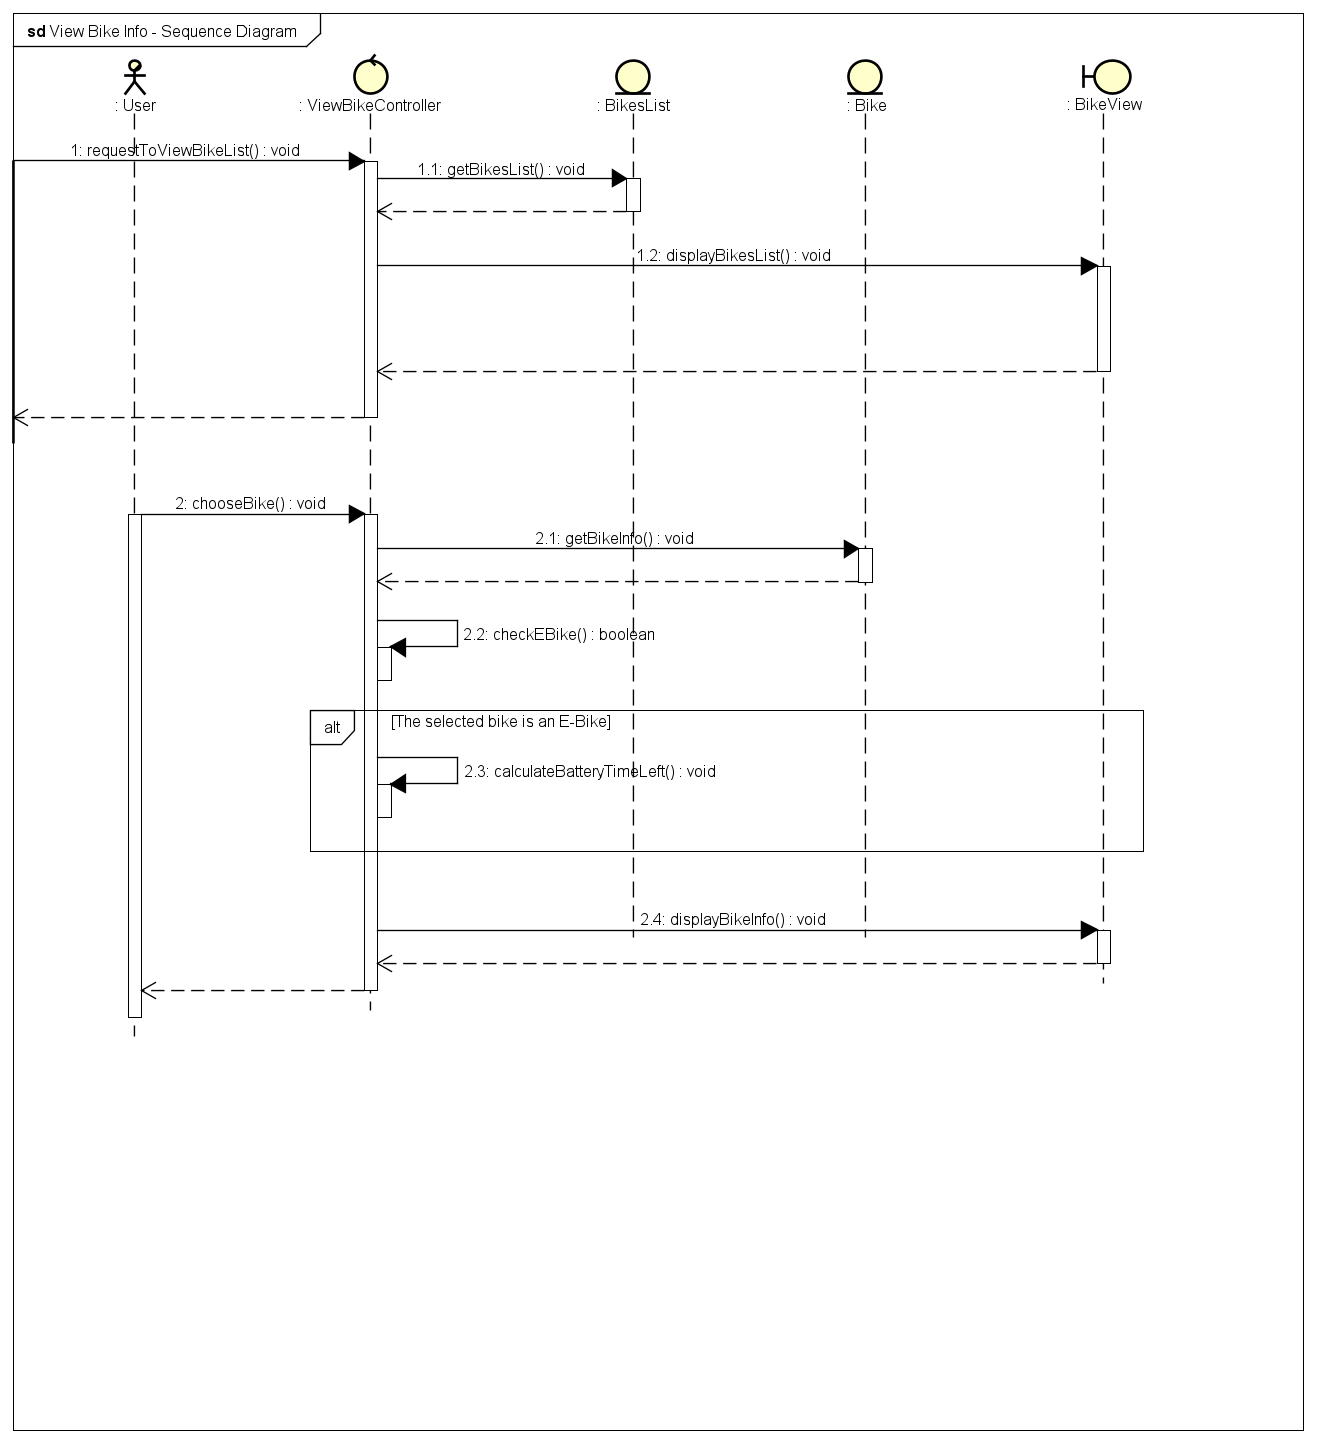 sd View Bike Info - Sequence Diagram
: User
: ViewBikeController
: BikesList
: Bike
: BikeView
1: requestToViewBikeList() : void
1.1: getBikesList() : void
1.2: displayBikesList() : void
2: chooseBike() : void
2.1: getBikeInfo() : void
2.2: checkEBike() : boolean
alt
[The selected bike is an E-Bike]
2.3: calculateBatteryTimeLeft() : void
2.4: displayBikeInfo() : void